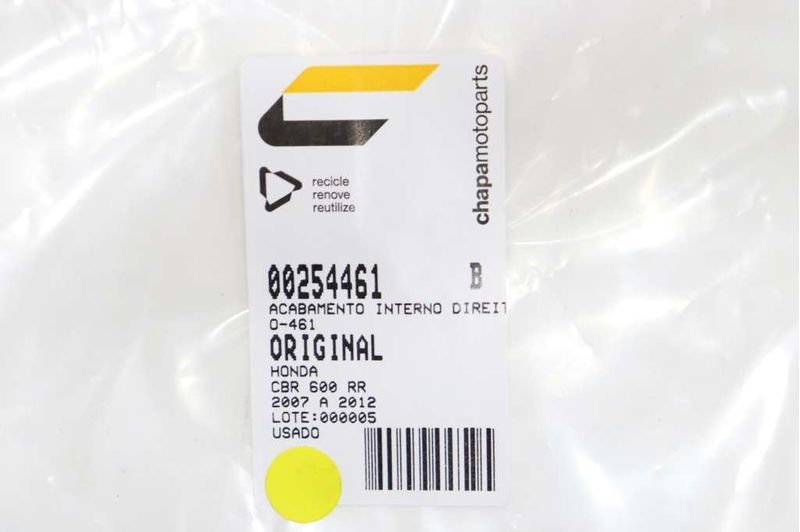 chapamotoparts
recicle
renove
reutilize
00254461 B
ACABAMENTO INTERNO DIREIT
O-461
ORIGINAL
HONDA
CBR 600 RR
2007 A 2012
LOTE:000005
USADO